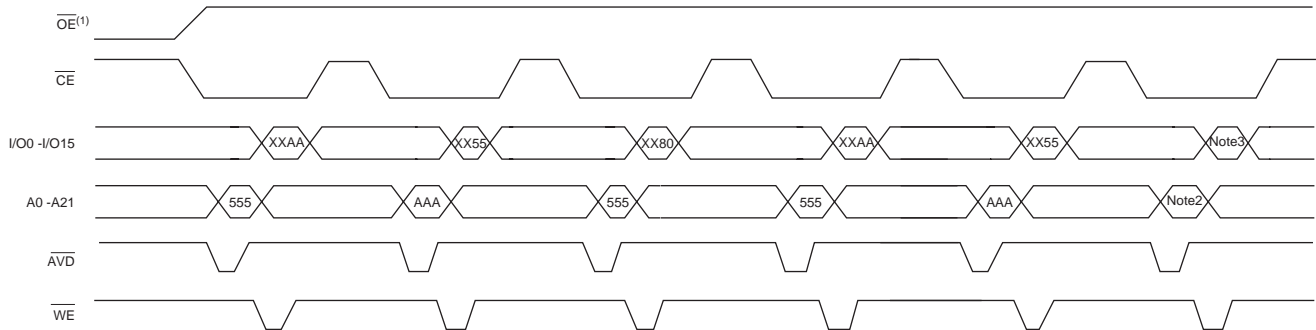 OE(1)
CE
I/O0 -I/O15 XXAA XX55 XX80 XXAA XX55 Note3
A0 -A21 555 AAA 555 555 AAA Note2
AVD
WE